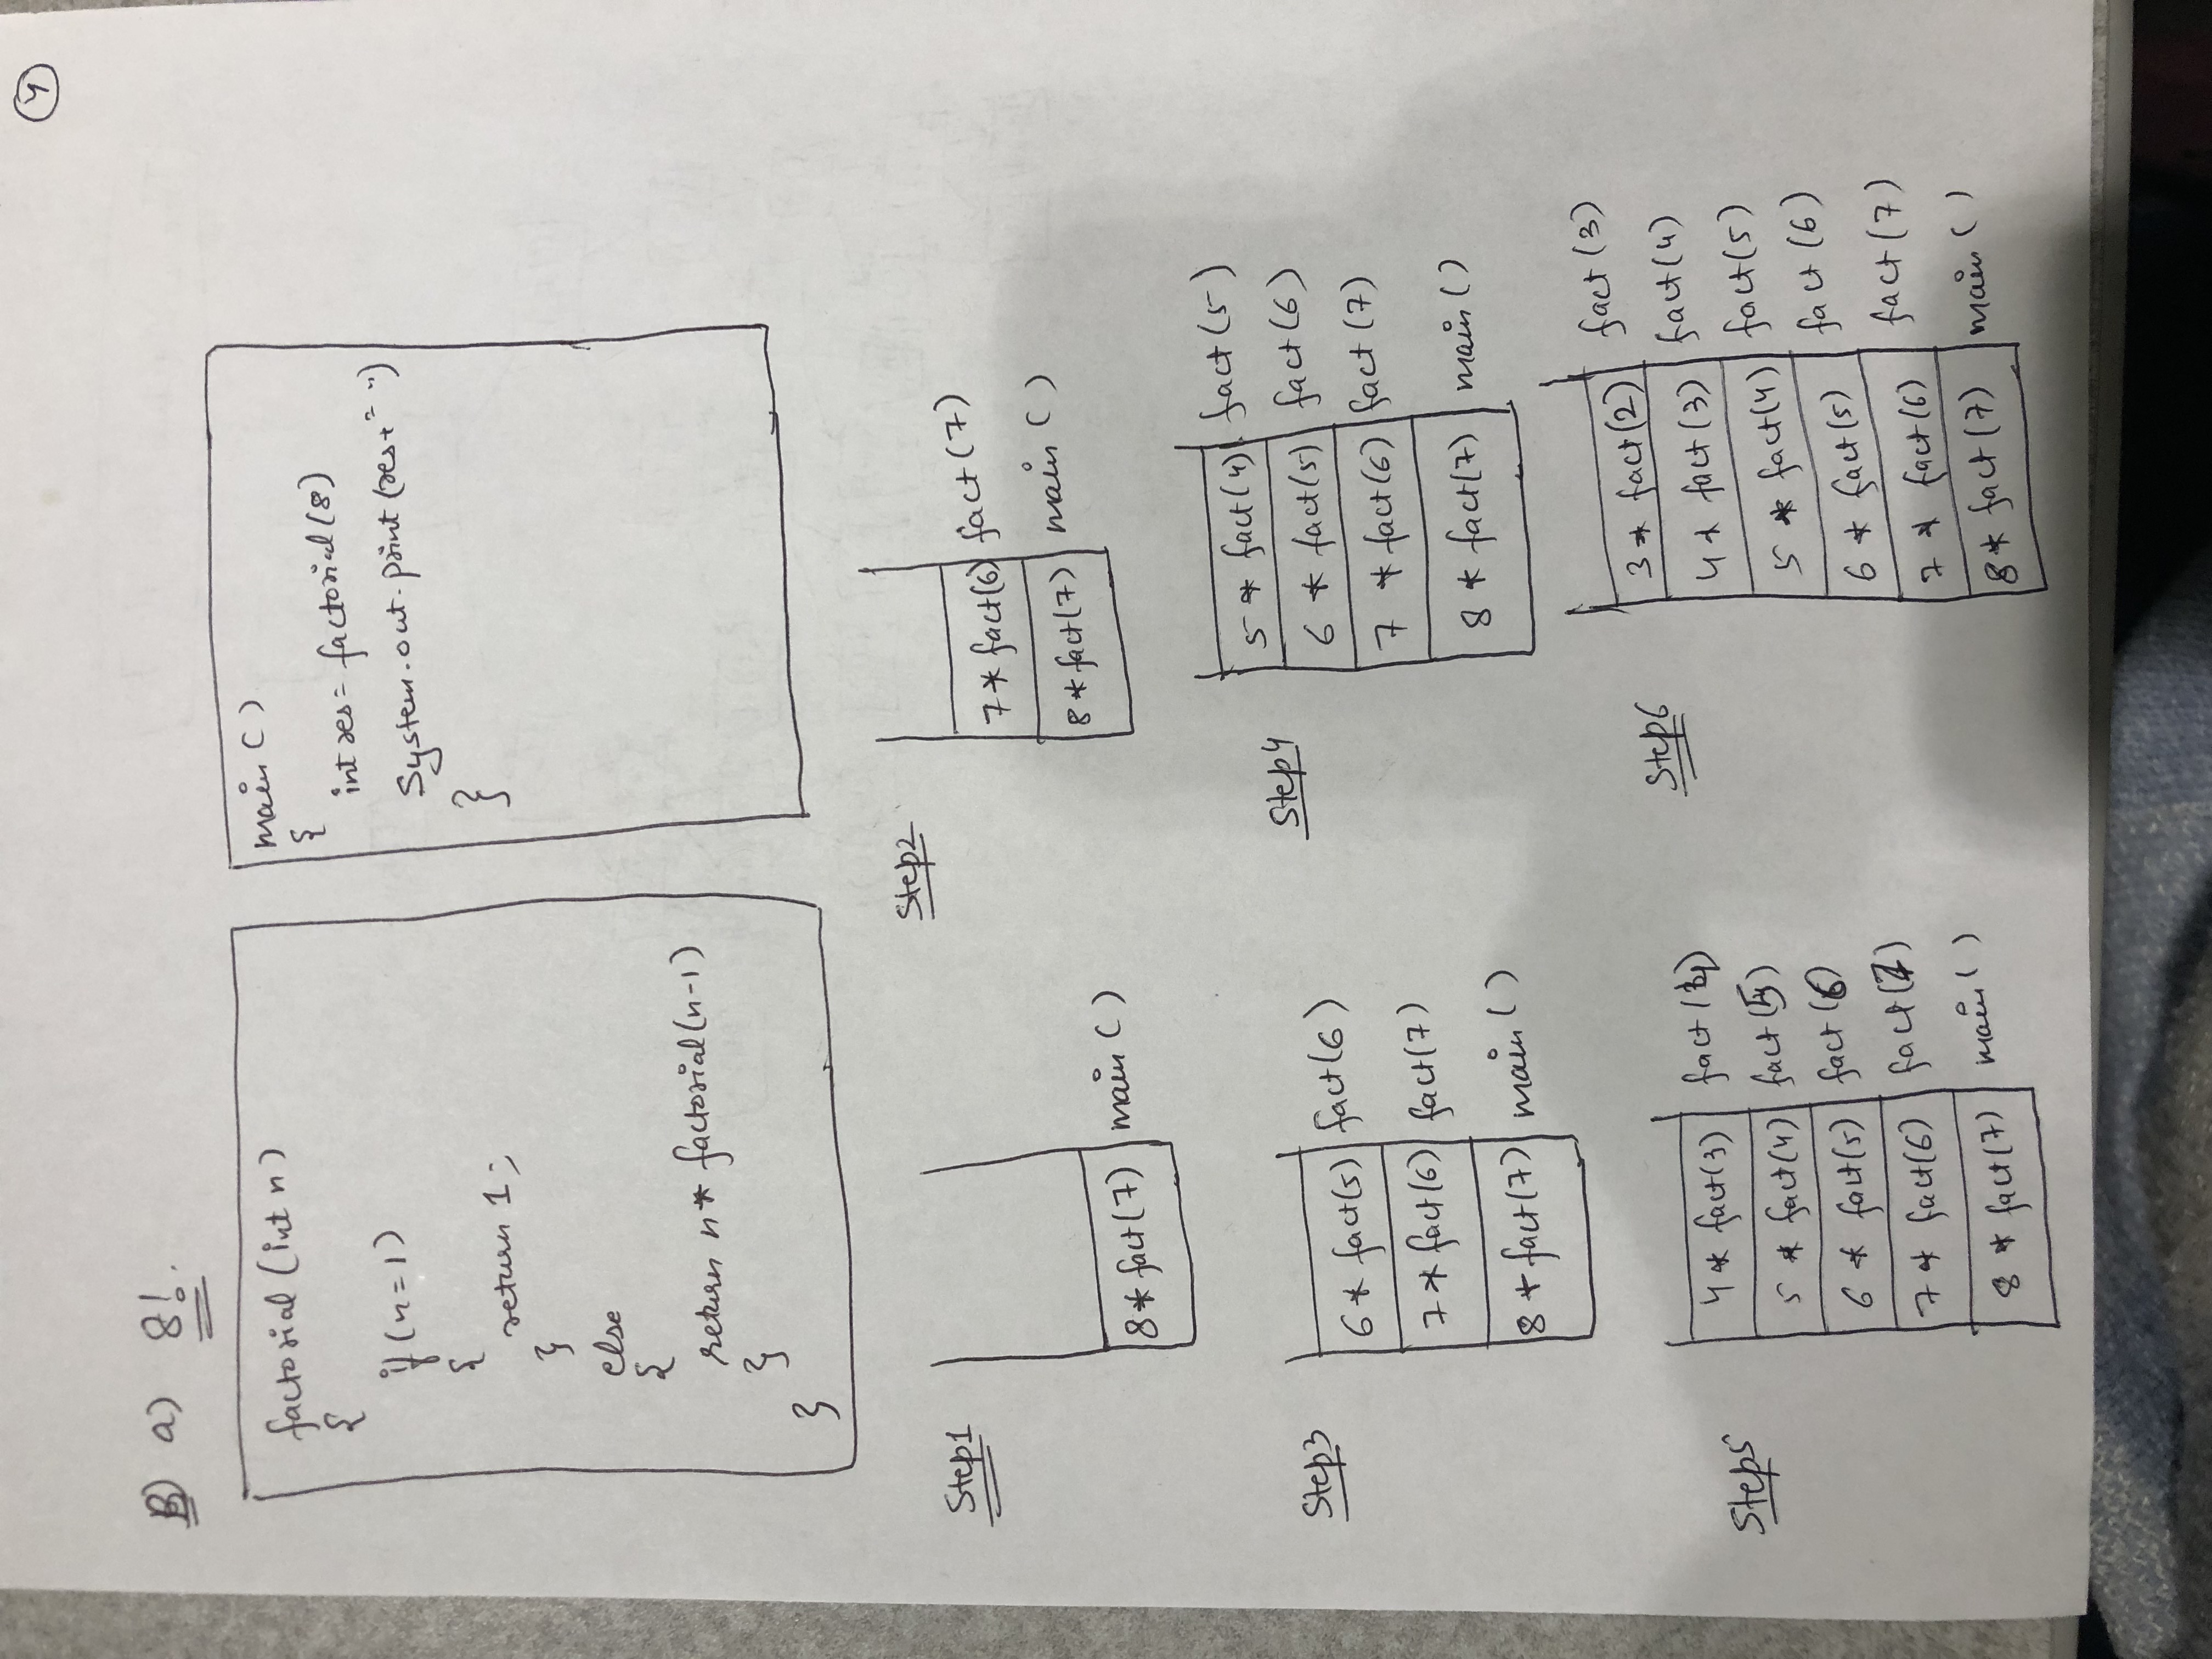 4
B) a) 8!.
factorial (int n)
{
if (n=1)
{
return 1;
}
else
{
return n * factorial(n-1)
}
}
main ( )
{
int res = factorial (8)
System.out.print (res + " ")
}
Step1
8 * fact(7) main ( )
Step2
7 * fact(6) fact (7)
8 * fact(7) main ( )
Step3
6 * fact(5) fact(6)
7 * fact(6) fact(7)
8 * fact(7) main ( )
Step4
5 * fact(4) fact (5)
6 * fact(5) fact(6)
7 * fact(6) fact (7)
8 * fact(7) main ( )
Step5
4 * fact(3) fact (4)
5 * fact(4) fact (5)
6 * fact(5) fact (6)
7 * fact(6) fact (7)
8 * fact(7) main ( )
Step6
3 * fact(2) fact (3)
4 * fact (3) fact(4)
5 * fact(4) fact(5)
6 * fact(5) fact (6)
7 * fact(6) fact (7)
8 * fact (7) main ( )